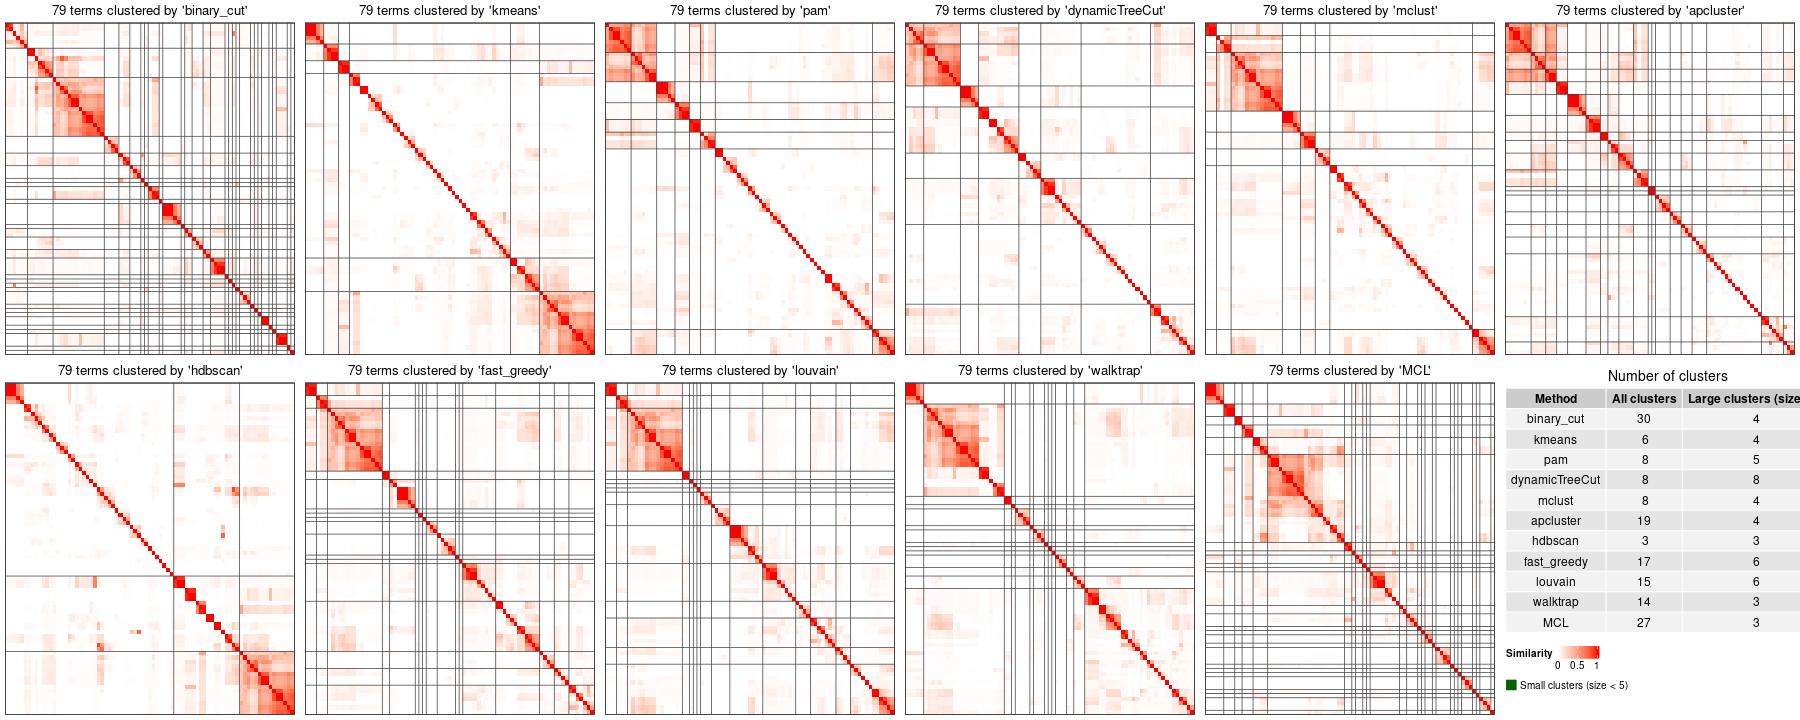 79 terms clustered by 'binary_cut'
79 terms clustered by 'kmeans'
79 terms clustered by 'pam'
79 terms clustered by 'dynamicTreeCut'
79 terms clustered by 'mclust'
79 terms clustered by 'apcluster'
79 terms clustered by 'hdbscan'
79 terms clustered by 'fast_greedy'
79 terms clustered by 'louvain'
79 terms clustered by 'walktrap'
79 terms clustered by 'MCL'
Number of clusters
Method All clusters Large clusters (size
binary_cut 30 4
kmeans 6 4
pam 8 5
dynamicTreeCut 8 8
mclust 8 4
apcluster 19 4
hdbscan 3 3
fast_greedy 17 6
louvain 15 6
walktrap 14 3
MCL 27 3
Similarity
0 0.5 1
Small clusters (size < 5)